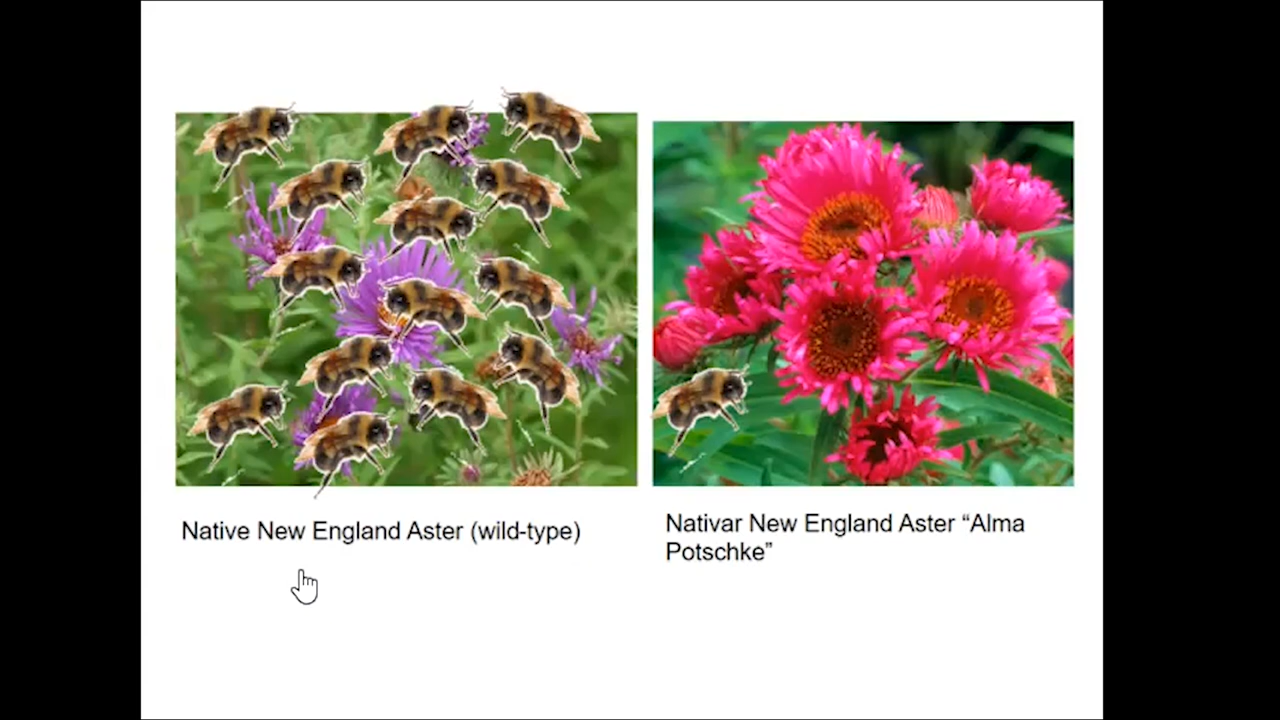 Native New England Aster (wild-type)
Nativar New England Aster “Alma
Potschke”